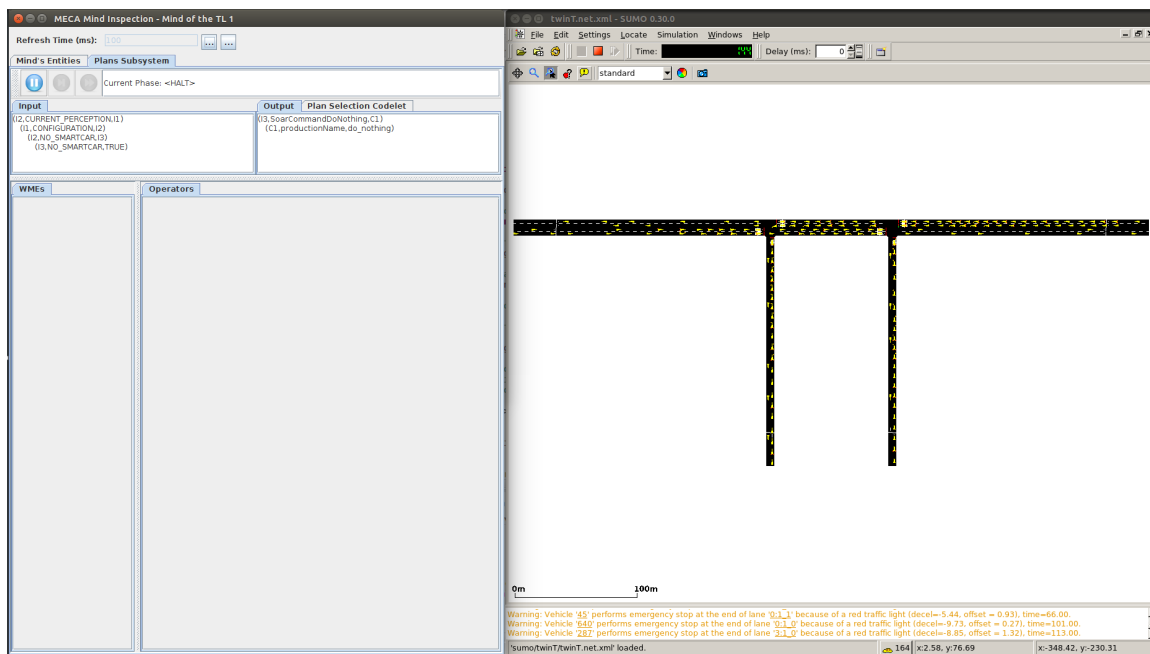 MECA Mind Inspection - Mind of the TL 1
Refresh Time (ms): 100 ... ...
Mind's Entities Plans Subsystem
Current Phase: <HALT>
Input
(I2,CURRENT_PERCEPTION,I1)
(I1,CONFIGURATION,I2)
(I2,NO_SMARTCAR,I3)
(I3,NO_SMARTCAR,TRUE)
Output Plan Selection Codelet
(I3,SoarCommandDoNothing,C1)
(C1,productionName,do_nothing)
WMEs
Operators
twinT.net.xml - SUMO 0.30.0
File Edit Settings Locate Simulation Windows Help
Time: 144 Delay (ms): 0
standard
0m 100m
Warning: Vehicle '45' performs emergency stop at the end of lane '0:1_1' because of a red traffic light (decel=-5.44, offset = 0.93), time=66.00.
Warning: Vehicle '640' performs emergency stop at the end of lane '0:1_0' because of a red traffic light (decel=-9.73, offset = 0.27), time=101.00.
Warning: Vehicle '287' performs emergency stop at the end of lane '3:1_0' because of a red traffic light (decel=-8.85, offset = 1.32), time=113.00.
'sumo/twinT/twinT.net.xml' loaded. 164 x:2.58, y:76.69 x:-348.42, y:-230.31